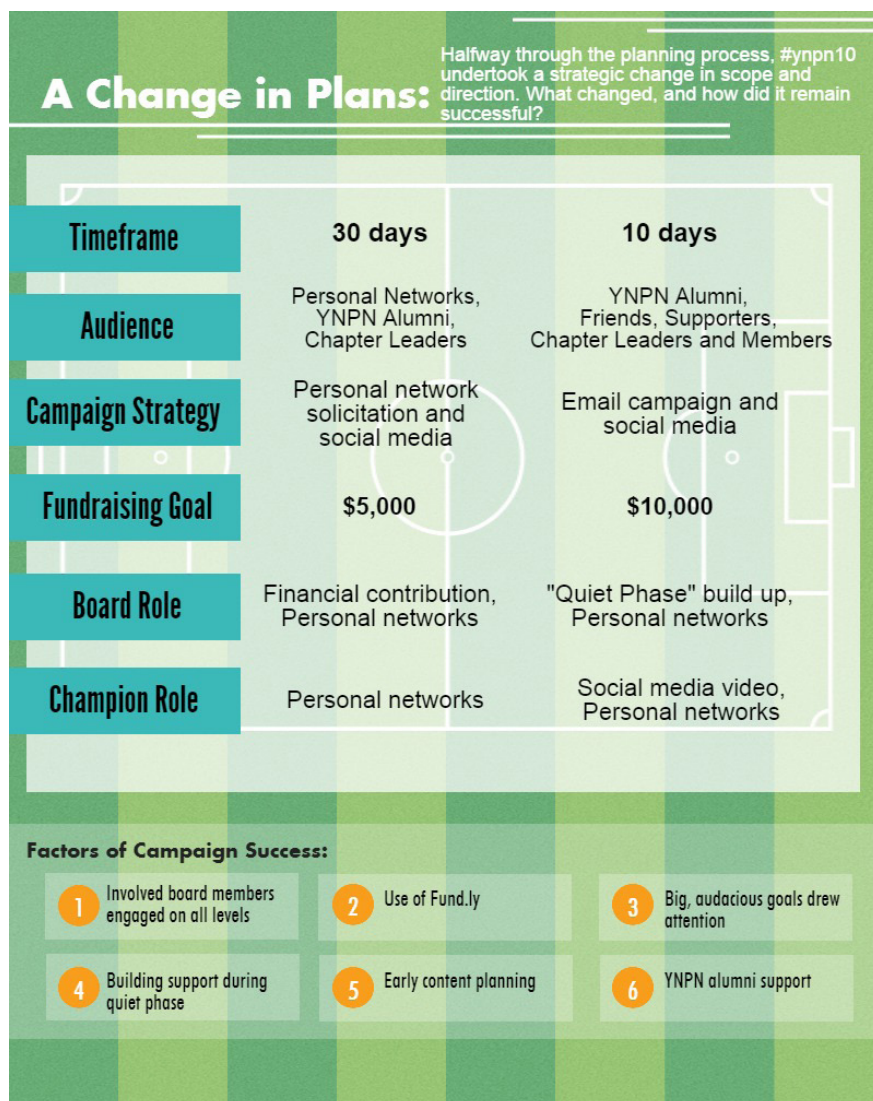 A Change in Plans:
Halfway through the planning process, #ynpn10
undertook a strategic change in scope and
direction. What changed, and how did it remain
successful?
Timeframe
30 days
10 days
Audience
Personal Networks,
YNPN Alumni,
Chapter Leaders
YNPN Alumni,
Friends, Supporters,
Chapter Leaders and Members
Campaign Strategy
Personal network
solicitation and
social media
Email campaign and
social media
Fundraising Goal
$5,000
$10,000
Board Role
Financial contribution,
Personal networks
"Quiet Phase" build up,
Personal networks
Champion Role
Personal networks
Social media video,
Personal networks
Factors of Campaign Success:
1
Involved board members
engaged on all levels
2
Use of Fund.ly
3
Big, audacious goals drew
attention
4
Building support during
quiet phase
5
Early content planning
6
YNPN alumni support